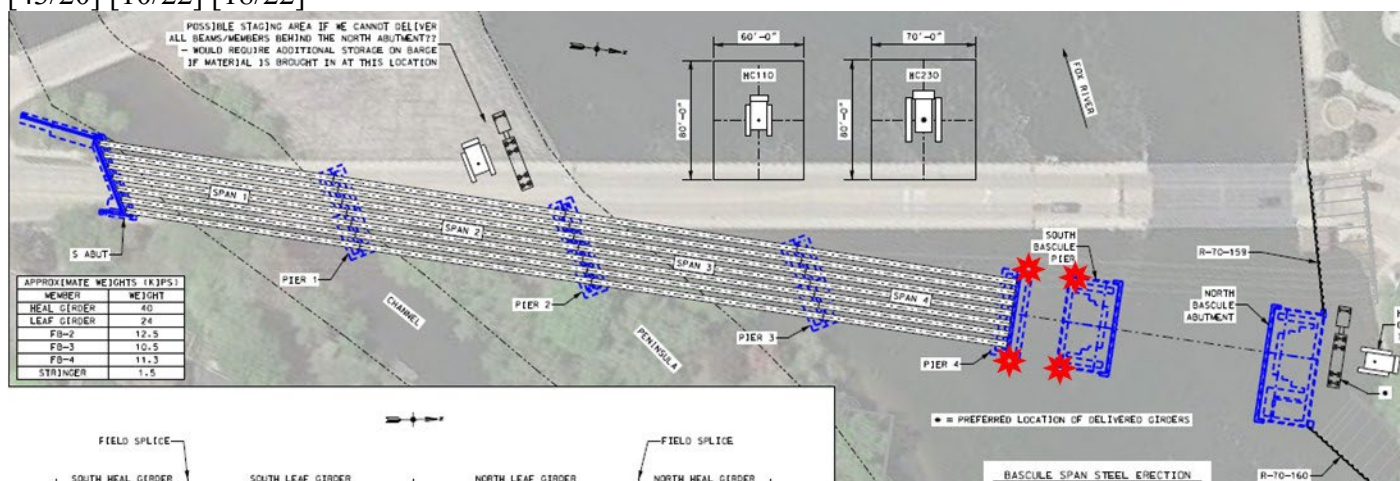 [45/20] [16/22] [18/22]
POSSIBLE STAGING AREA IF WE CANNOT DELIVER
ALL BEAMS/MEMBERS BEHIND THE NORTH ABUTMENT??
- WOULD REQUIRE ADDITIONAL STORAGE ON BARGE
IF MATERIAL IS BROUGHT IN AT THIS LOCATION
60'-0"
70'-0"
HC110
HC230
80'-0"
80'-0"
FOX RIVER
SPAN 1
SPAN 2
SPAN 3
SPAN 4
S ABUT
PIER 1
PIER 2
PIER 3
PIER 4
CHANNEL
PENINSULA
SOUTH
BASCULE
PIER
R-70-159
NORTH
BASCULE
ABUTMENT
APPROXIMATE WEIGHTS (KIPS)
MEMBER WEIGHT
HEAL GIRDER 40
LEAF GIRDER 24
FB-2 12.5
FB-3 10.5
FB-4 11.3
STRINGER 1.5
• = PREFERRED LOCATION OF DELIVERED GIRDERS
FIELD SPLICE
FIELD SPLICE
SOUTH HEAL GIRDER
SOUTH LEAF GIRDER
NORTH LEAF GIRDER
NORTH HEAL GIRDER
BASCULE SPAN STEEL ERECTION
R-70-160